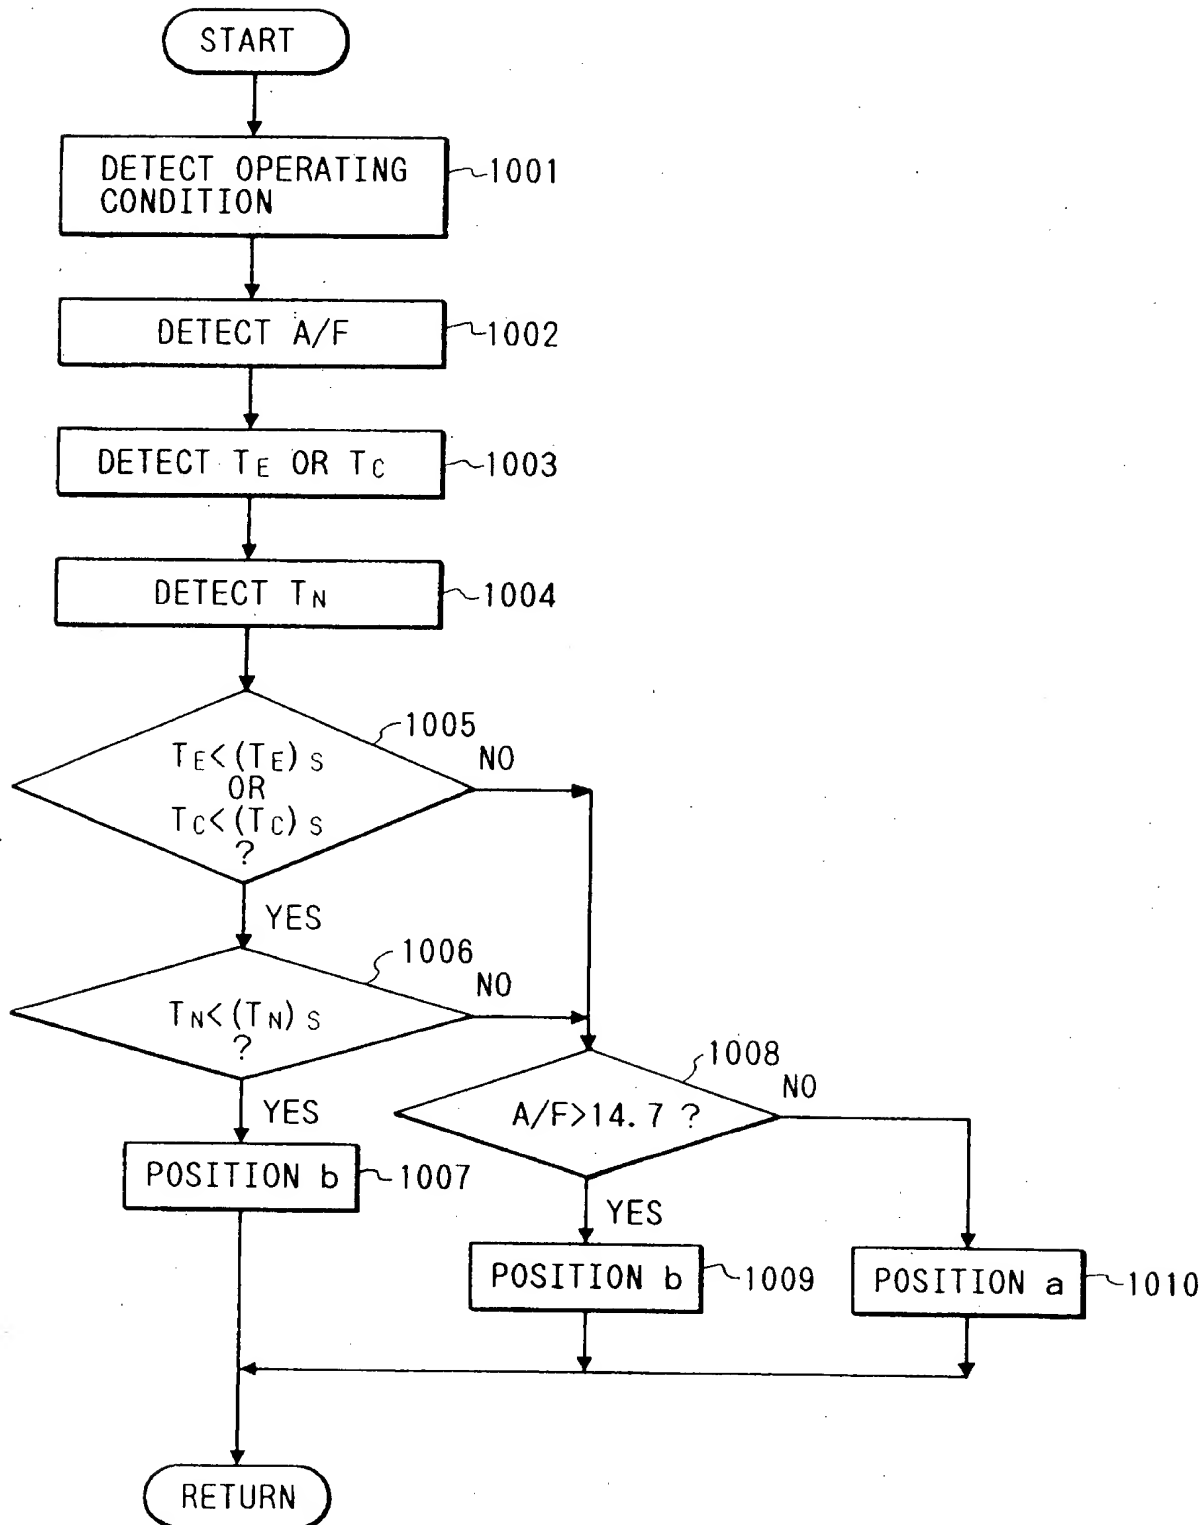 START
DETECT OPERATING
CONDITION
1001
DETECT A/F
1002
DETECT TE OR TC
1003
DETECT TN
1004
1005
TE<(TE)S
OR
TC<(TC)S
?
NO
YES
1006
TN<(TN)S
?
NO
YES
1008
A/F>14.7 ?
NO
POSITION b
1007
YES
POSITION b
1009
POSITION a
1010
RETURN